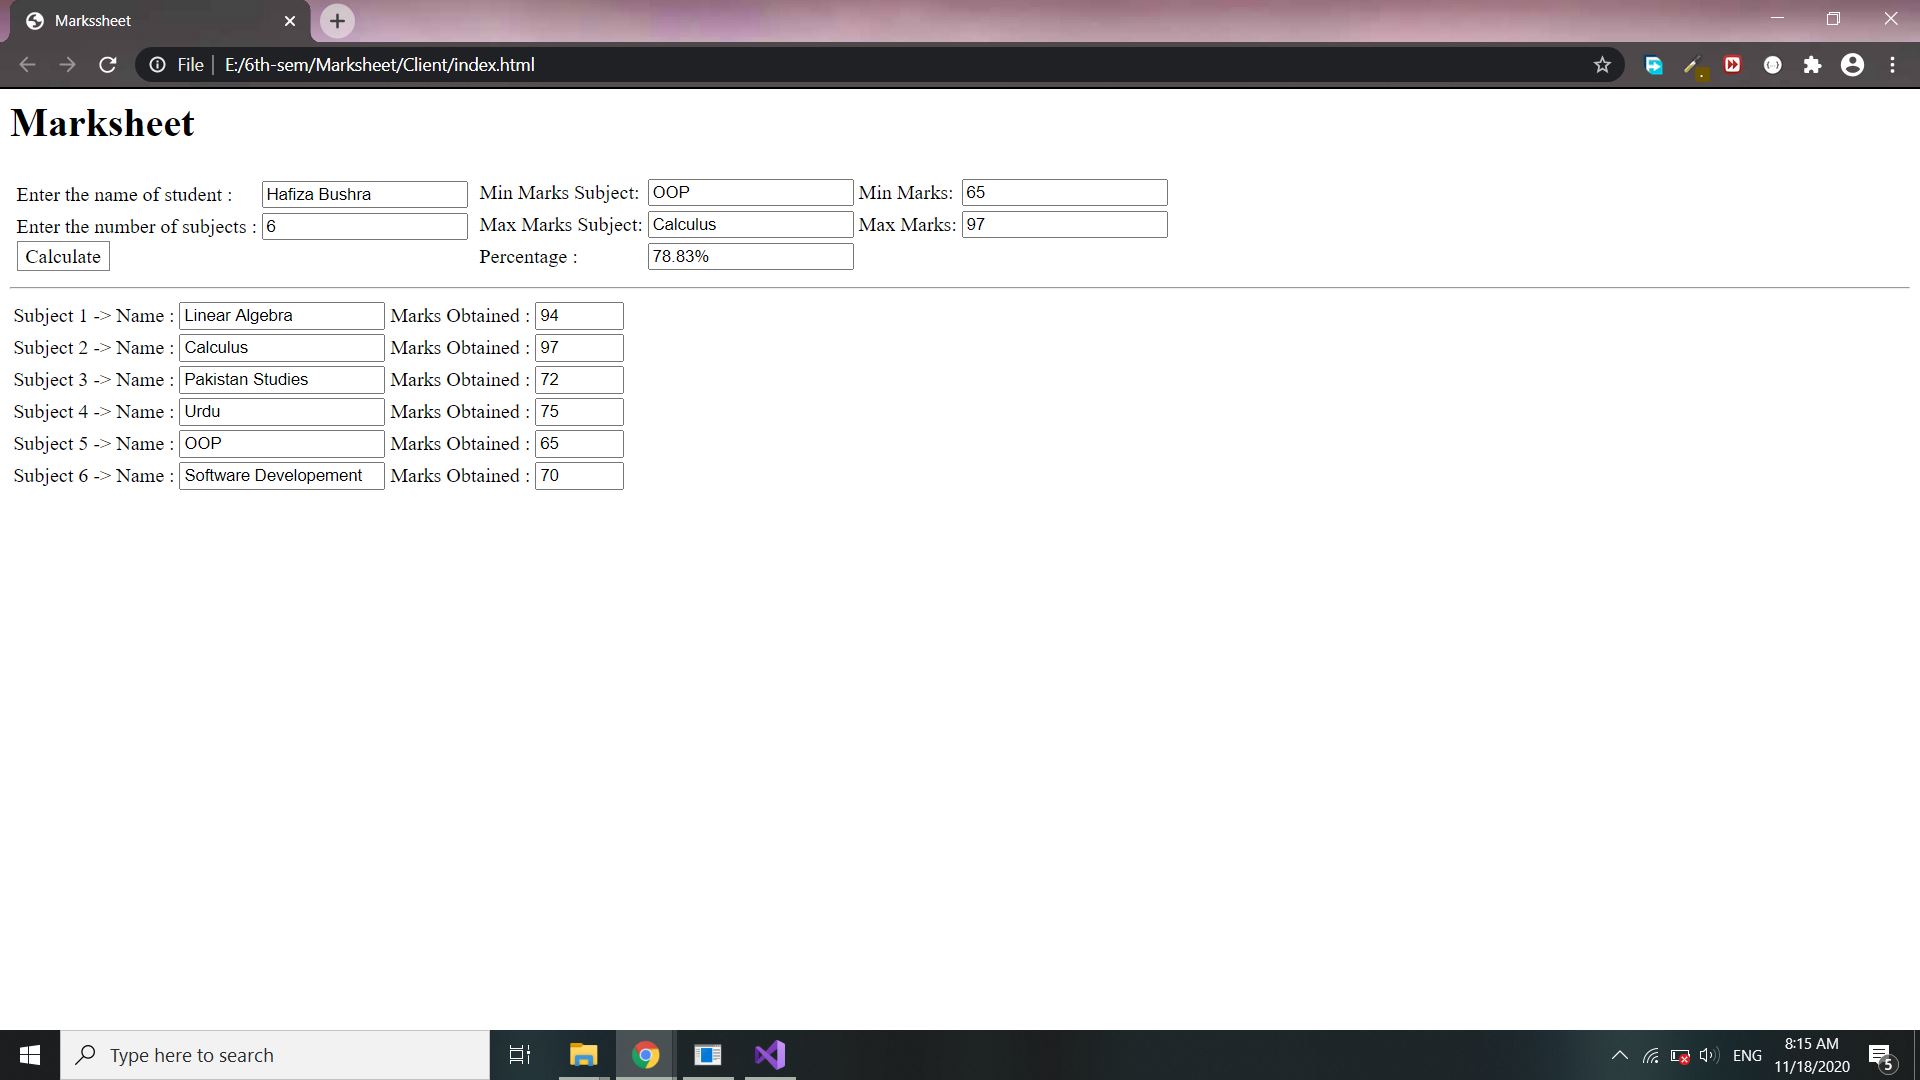 Markssheet
File E:/6th-sem/Marksheet/Client/index.html
Marksheet
Enter the name of student : Hafiza Bushra Min Marks Subject: OOP Min Marks: 65
Enter the number of subjects : 6 Max Marks Subject: Calculus Max Marks: 97
Calculate Percentage : 78.83%
Subject 1 -> Name : Linear Algebra Marks Obtained : 94
Subject 2 -> Name : Calculus Marks Obtained : 97
Subject 3 -> Name : Pakistan Studies Marks Obtained : 72
Subject 4 -> Name : Urdu Marks Obtained : 75
Subject 5 -> Name : OOP Marks Obtained : 65
Subject 6 -> Name : Software Developement Marks Obtained : 70
Type here to search
ENG
8:15 AM
11/18/2020
5